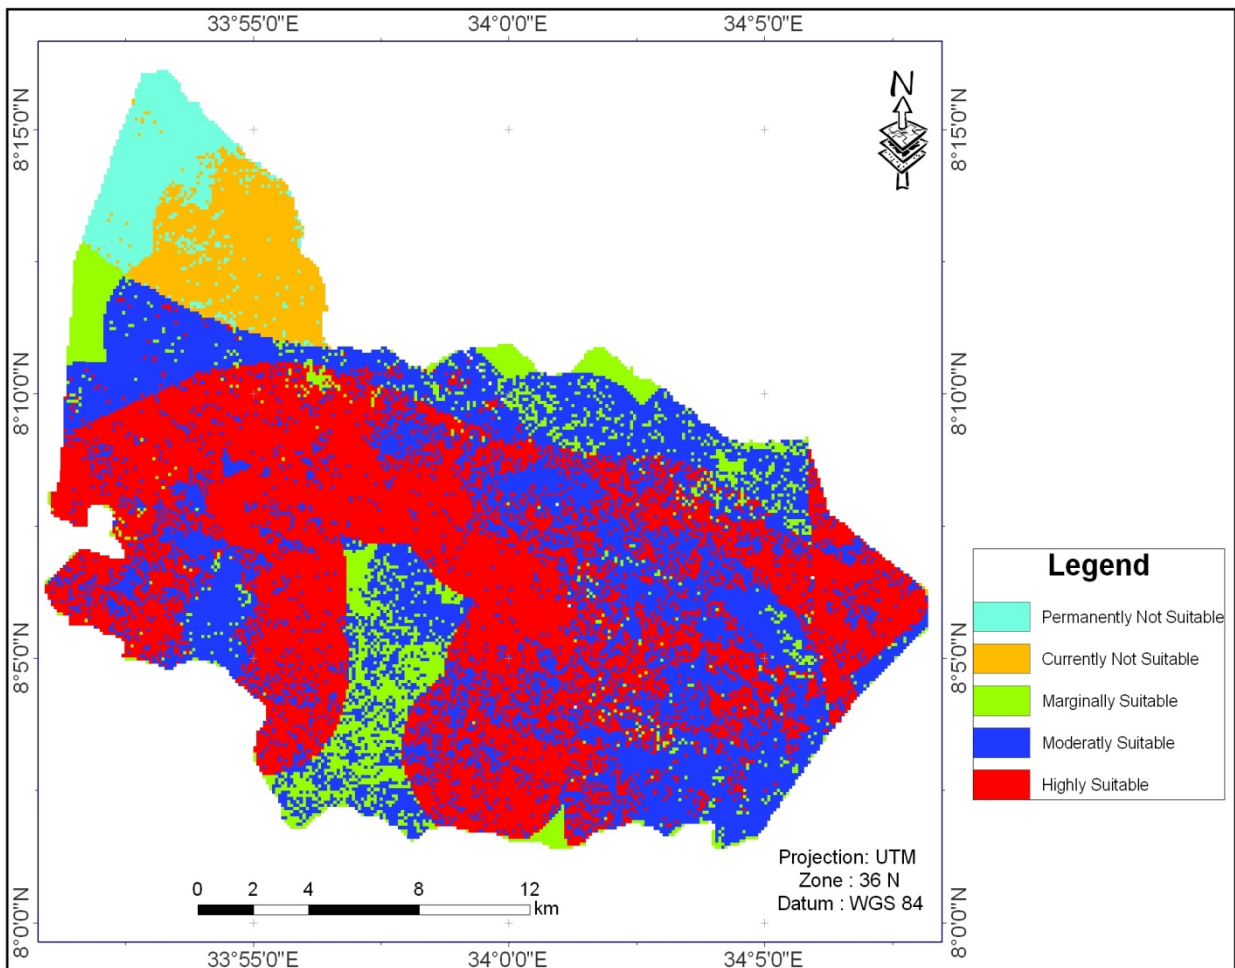 33°55'0"E 34°0'0"E 34°5'0"E
N
8°15'0"N 8°15'0"N
8°10'0"N 8°10'0"N
Legend
Permanently Not Suitable
Currently Not Suitable
Marginally Suitable
Moderatly Suitable
Highly Suitable
8°5'0"N 8°5'0"N
Projection: UTM
Zone : 36 N
Datum : WGS 84
0 2 4 8 12
km
8°0'0"N 8°0'0"N
33°55'0"E 34°0'0"E 34°5'0"E